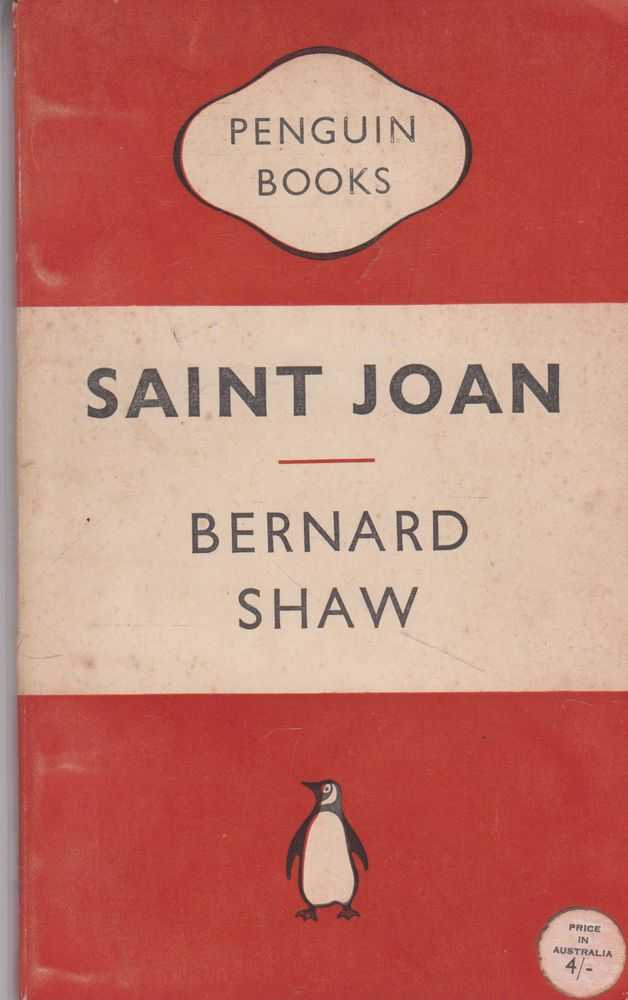 PENGUIN
BOOKS
SAINT JOAN
BERNARD
SHAW
PRICE
IN
AUSTRALIA
4/-